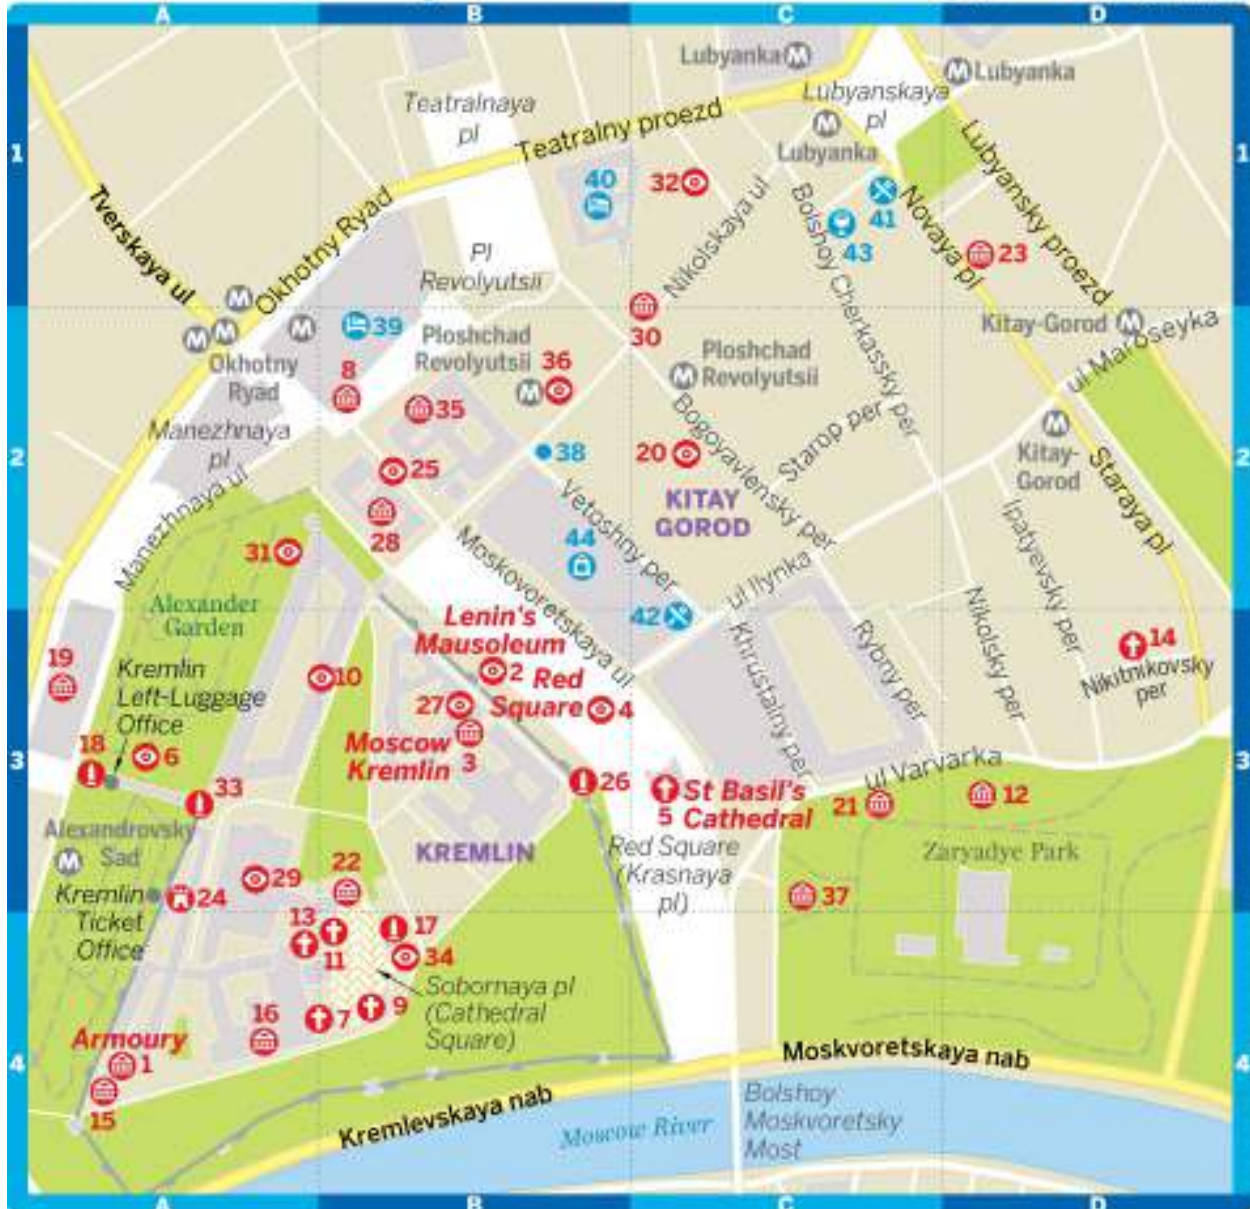 A
B
C
D
1
1
Lubyanka
M
M
Lubyanka
Teatralnaya
pl
Lubyanskaya
pl
Teatralny proezd
M
Lubyanka
Lubyansky proezd
40
32
41
43
Tverskaya ul
Okhotny Ryad
Nikolskaya ul
Bolshoy Cherkassky per
Novaya pl
23
Pl
Revolyutsii
M
M
M
M
Okhotny
Ryad
39
30
Kitay-Gorod
M
ul Maroseyka
Ploshchad
Revolyutsii
M
36
Ploshchad
M
Revolyutsii
8
35
Manezhnaya
pl
Bogoyavlensky per
Starop per
M
Kitay-
Gorod
2
2
25
38
20
Staraya pl
Manezhnaya ul
28
Vetoshny per
KITAY
GOROD
Ipatyevsky per
31
44
Moskovoretskaya ul
ul Ilynka
Alexander
Garden
Lenin's
Mausoleum
42
Khrustalny per
Rybny per
Nikolsky per
14
Nikitnikovsky
per
19
Kremlin
Left-Luggage
Office
10
2
Red
Square
4
27
Moscow
Kremlin
3
3
3
18
6
33
26
St Basil's
Cathedral
5
ul Varvarka
21
12
Alexandrovsky
Sad
M
KREMLIN
Red Square
(Krasnaya
pl)
Zaryadye Park
Kremlin
Ticket
Office
24
29
22
37
13
11
17
34
Sobornaya pl
(Cathedral
Square)
16
7
9
Armoury
1
15
4
4
Moskvoretskaya nab
Kremlevskaya nab
Moscow River
Bolshoy
Moskvoretsky
Most
A
B
C
D